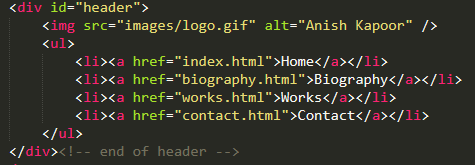 <div id="header">
<img src="images/logo.gif" alt="Anish Kapoor" />
<ul>
<li><a href="index.html">Home</a></li>
<li><a href="biography.html">Biography</a></li>
<li><a href="works.html">Works</a></li>
<li><a href="contact.html">Contact</a></li>
</ul>
</div><!-- end of header -->